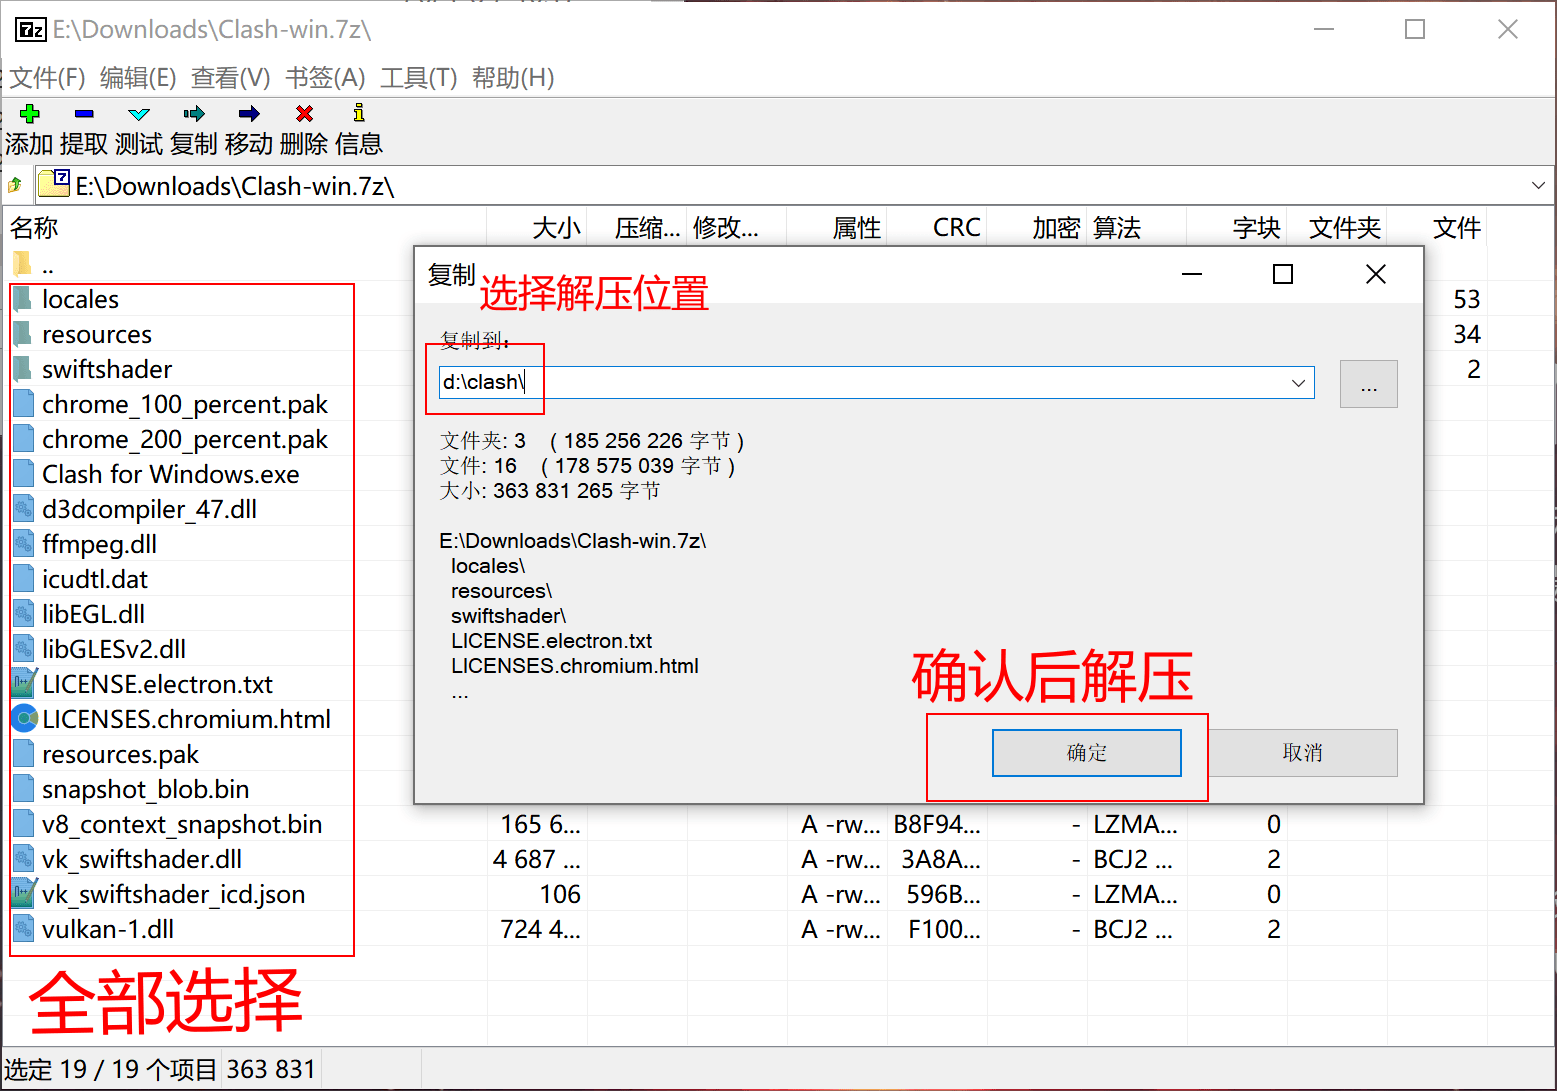 E:\Downloads\Clash-win.7z\
文件(F) 编辑(E) 查看(V) 书签(A) 工具(T) 帮助(H)
添加 提取 测试 复制 移动 删除 信息
E:\Downloads\Clash-win.7z\
名称 大小 压缩... 修改... 属性 CRC 加密 算法 字块 文件夹 文件
..
locales 53
resources 34
swiftshader 2
chrome_100_percent.pak
chrome_200_percent.pak
Clash for Windows.exe
d3dcompiler_47.dll
ffmpeg.dll
icudtl.dat
libEGL.dll
libGLESv2.dll
LICENSE.electron.txt
LICENSES.chromium.html
resources.pak
snapshot_blob.bin
v8_context_snapshot.bin 165 6... A -rw... B8F94... - LZMA... 0
vk_swiftshader.dll 4 687 ... A -rw... 3A8A... - BCJ2 ... 2
vk_swiftshader_icd.json 106 A -rw... 596B... - LZMA... 0
vulkan-1.dll 724 4... A -rw... F100... - BCJ2 ... 2
全部选择
选定 19 / 19 个项目 363 831
复制
选择解压位置
复制到:
d:\clash\
...
文件夹: 3 ( 185 256 226 字节 )
文件: 16 ( 178 575 039 字节 )
大小: 363 831 265 字节
E:\Downloads\Clash-win.7z\
locales\
resources\
swiftshader\
LICENSE.electron.txt
LICENSES.chromium.html
...
确认后解压
确定 取消